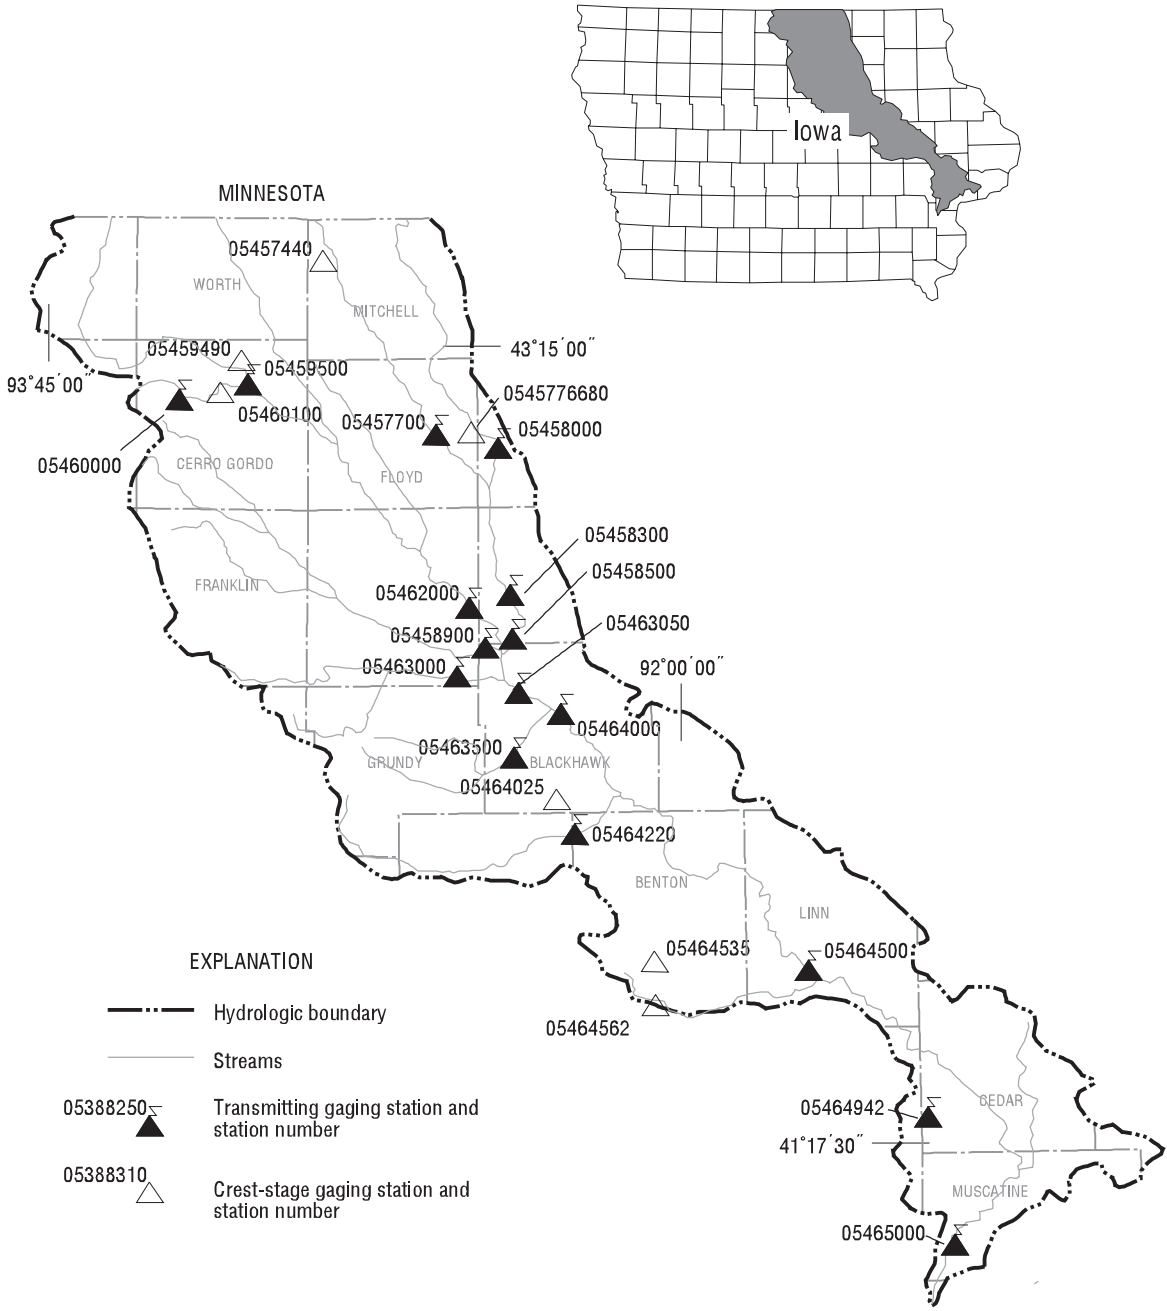 Iowa
MINNESOTA
05457440
WORTH
MITCHELL
05459490
43°15′00″
05459500
93°45′00″
0545776680
05460100
05457700
05458000
05460000
CERRO GORDO
FLOYD
05458300
05458500
FRANKLIN
05462000
05463050
05458900
05463000
92°00′00″
05464000
05463500
GRUNDY
BLACKHAWK
05464025
05464220
BENTON
LINN
05464535
05464500
05464562
EXPLANATION
Hydrologic boundary
Streams
05388250
Transmitting gaging station and
station number
05388310
Crest-stage gaging station and
station number
CEDAR
05464942
41°17′30″
MUSCATINE
05465000